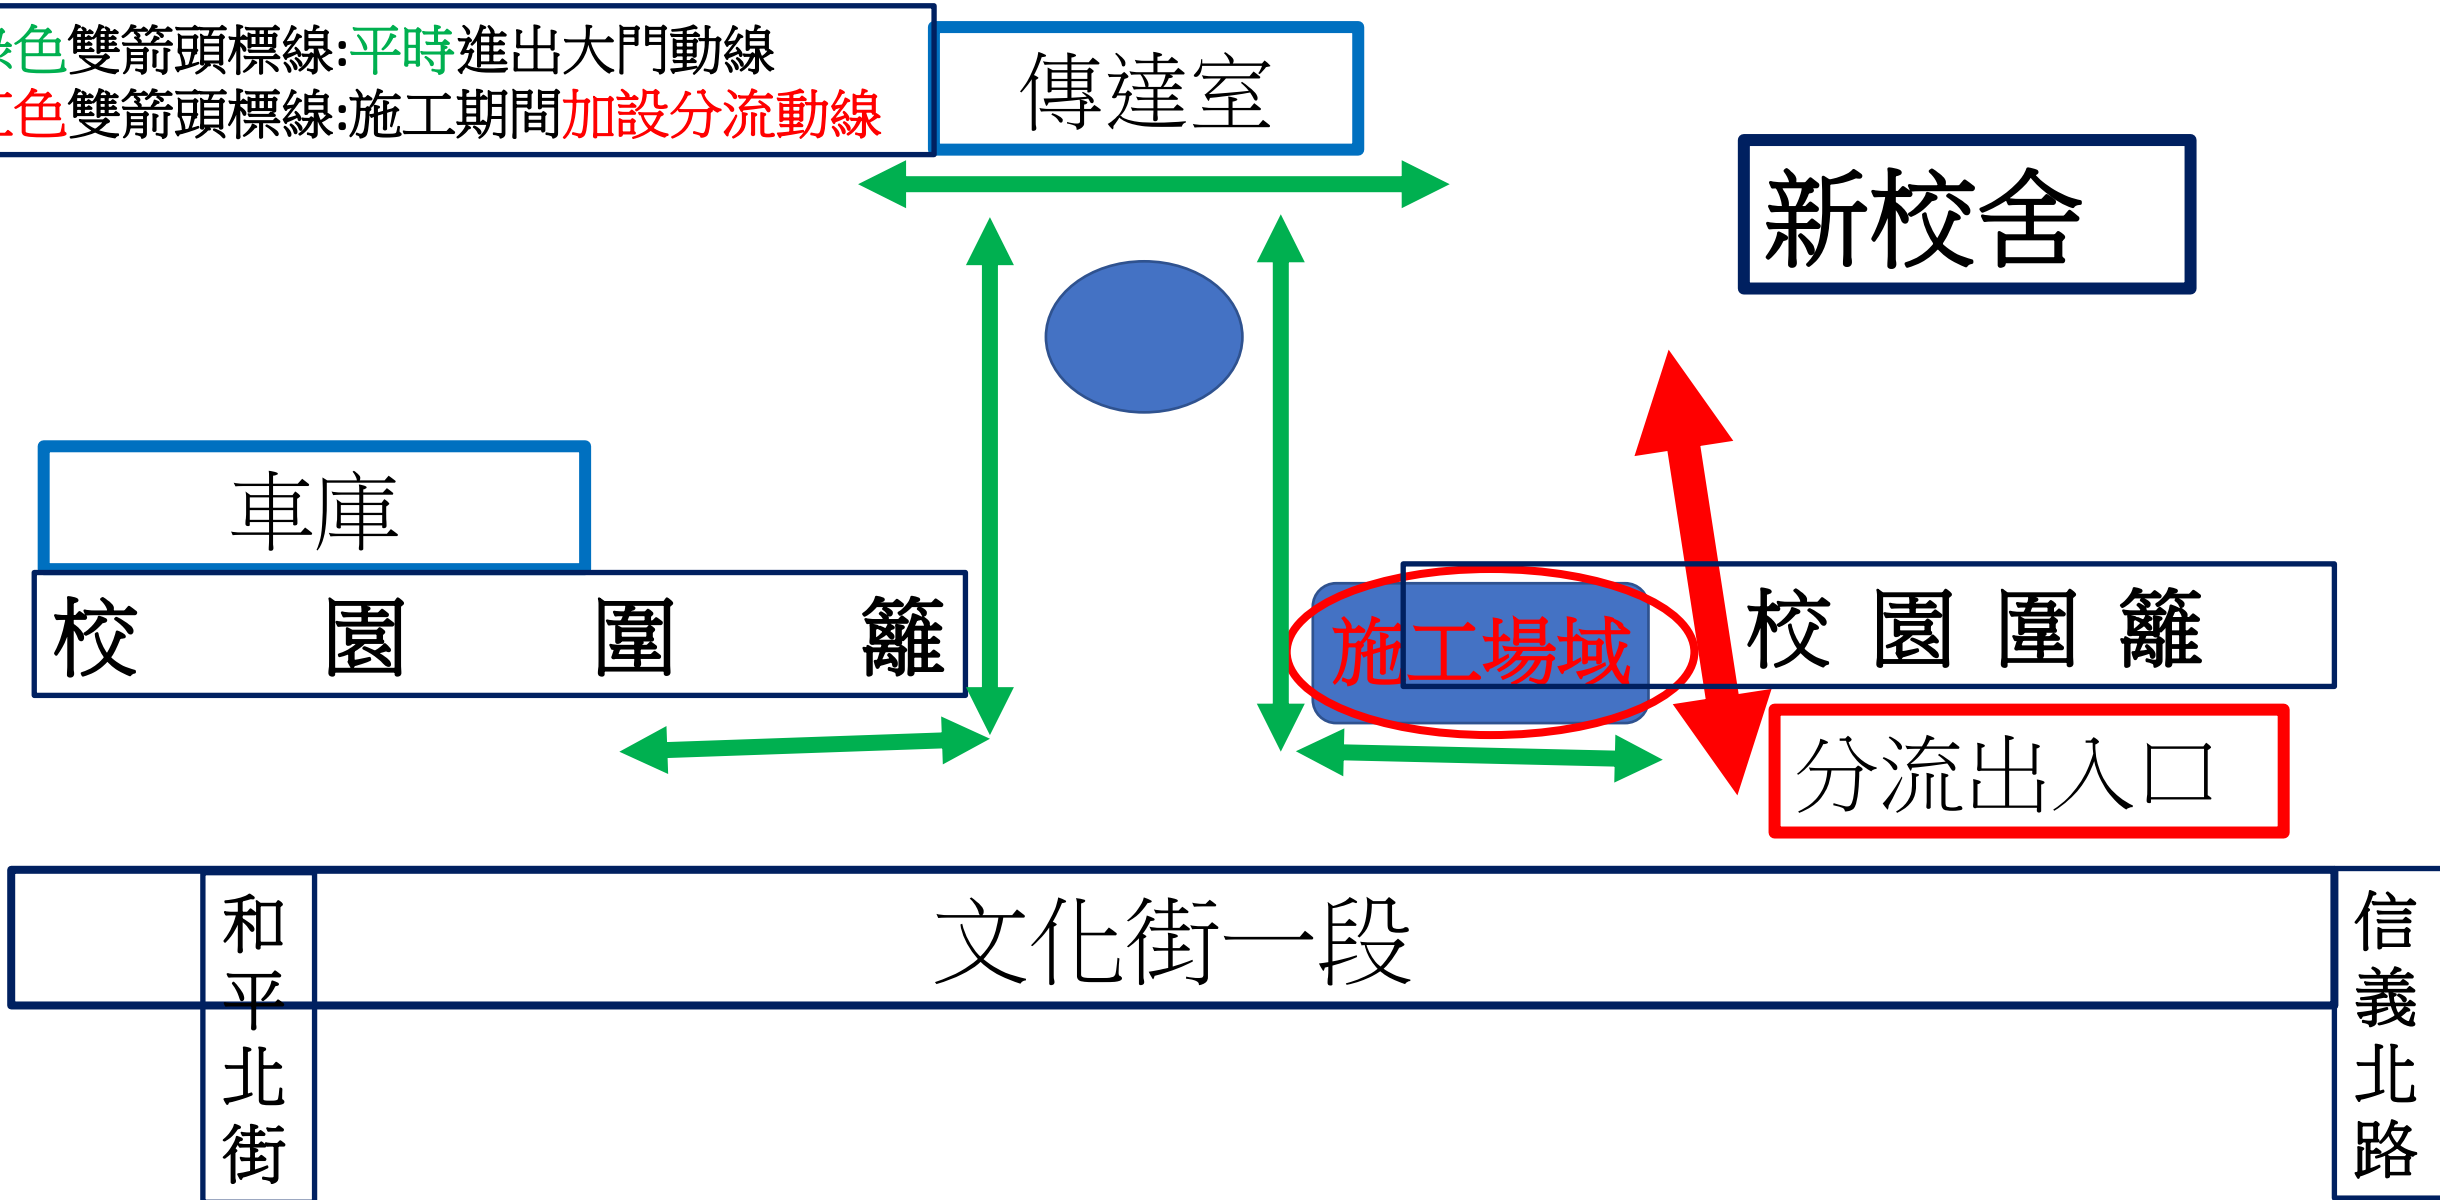 色雙箭頭標線:平時進出大門動線
色雙箭頭標線:施工期間加設分流動線
傳達室
新校舍
車庫
校園圍籬
施工場域
校園圍籬
分流出入口
文化街一段
和平北街
信義北路